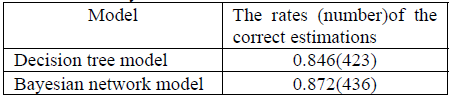 Model The rates (number)of the
correct estimations
Decision tree model 0.846(423)
Bayesian network model 0.872(436)